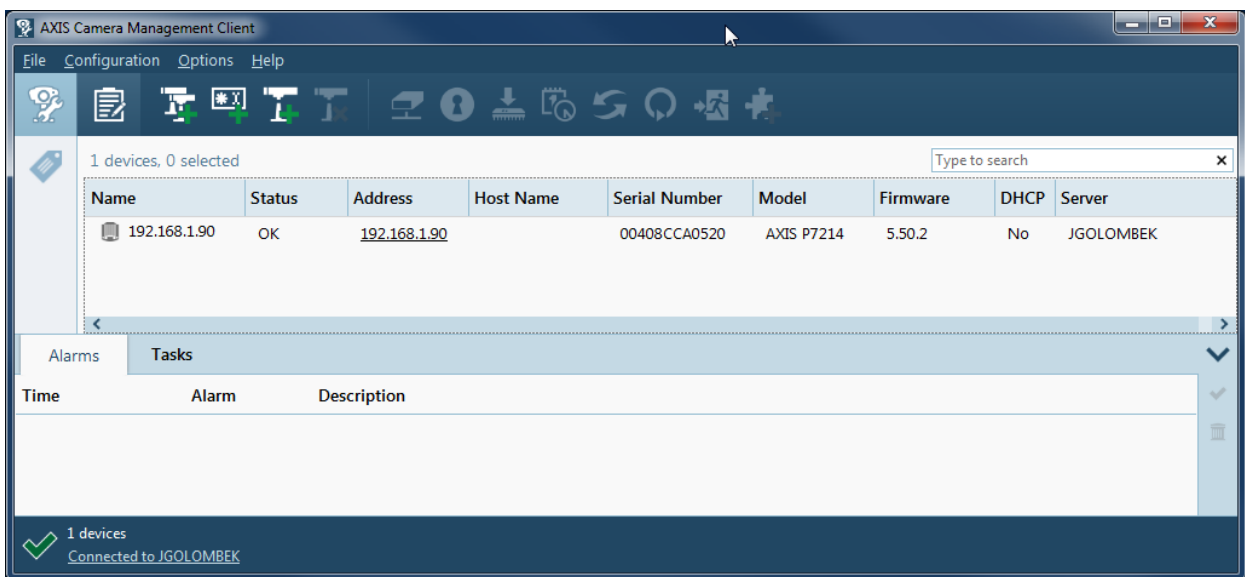 AXIS Camera Management Client
File Configuration Options Help
1 devices, 0 selected
Type to search
Name Status Address Host Name Serial Number Model Firmware DHCP Server
192.168.1.90 OK 192.168.1.90 00408CCA0520 AXIS P7214 5.50.2 No JGOLOMBEK
Alarms Tasks
Time Alarm Description
1 devices
Connected to JGOLOMBEK